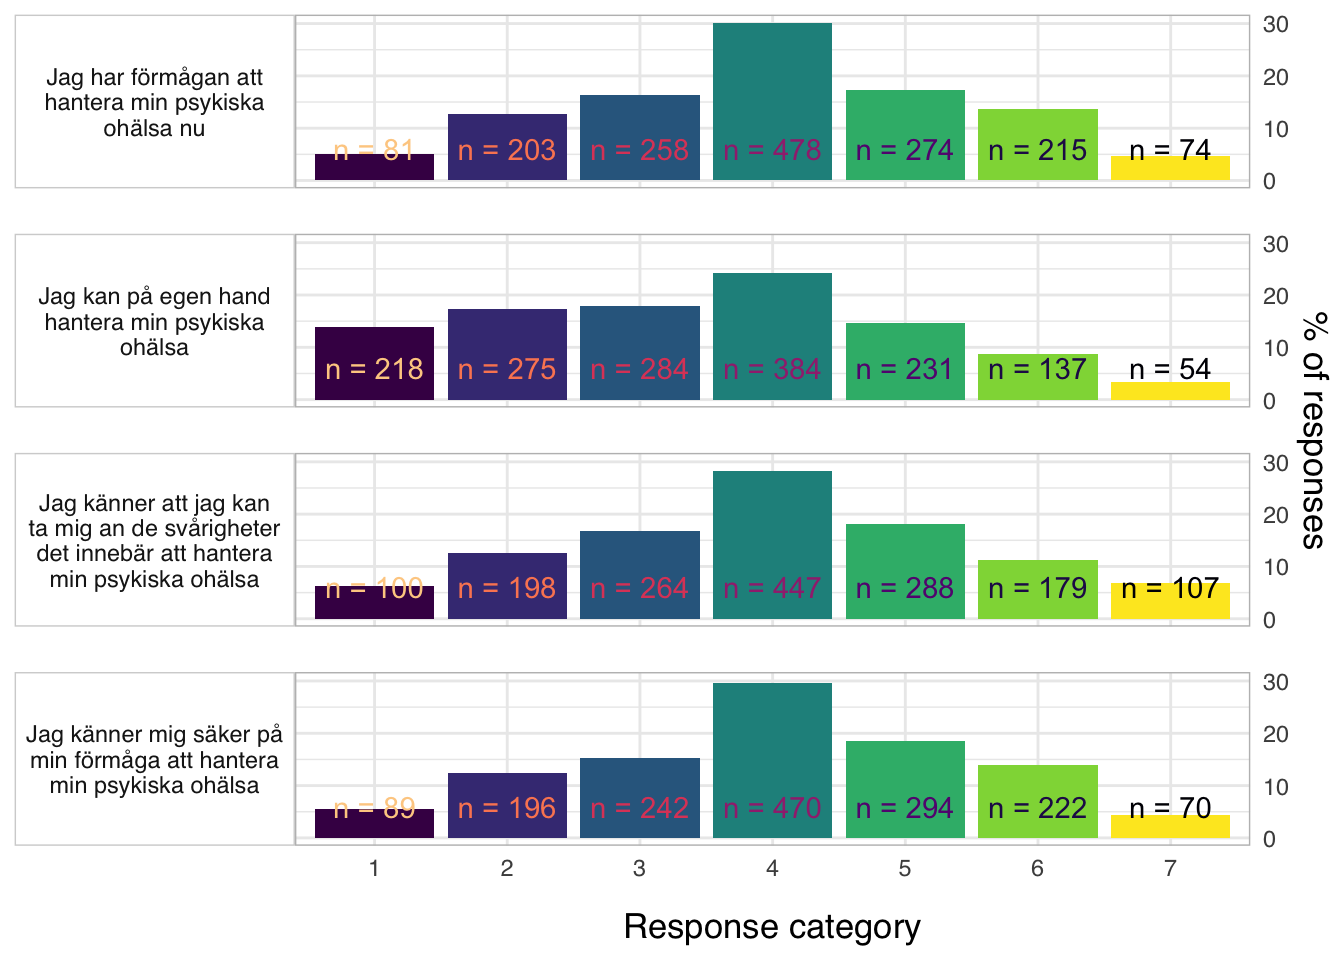 Jag har förmågan att
hantera min psykiska
ohälsa nu
n = 81 n = 203 n = 258 n = 478 n = 274 n = 215 n = 74
30
20
10
0
Jag kan på egen hand
hantera min psykiska
ohälsa
n = 218 n = 275 n = 284 n = 384 n = 231 n = 137 n = 54
30
20
10
0
Jag känner att jag kan
ta mig an de svårigheter
det innebär att hantera
min psykiska ohälsa
n = 100 n = 198 n = 264 n = 447 n = 288 n = 179 n = 107
30
20
10
0
Jag känner mig säker på
min förmåga att hantera
min psykiska ohälsa
n = 89 n = 196 n = 242 n = 470 n = 294 n = 222 n = 70
30
20
10
0
1 2 3 4 5 6 7
Response category
% of responses